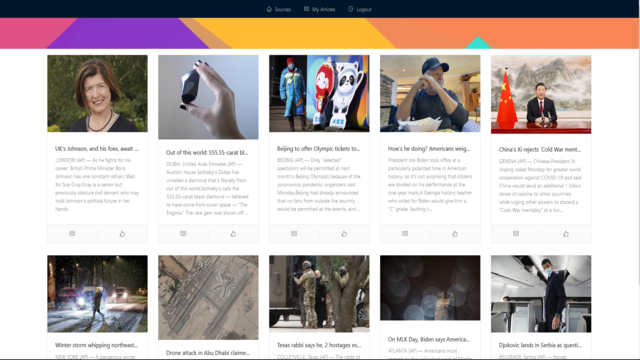 Sources
My Articles
Logout
UK's Johnson, and his foes, await ...
LONDON (AP) — As he fights for his
career, British Prime Minister Boris
Johnson has one constant refrain: Wait
for Sue Gray.Gray is a senior but
previously obscure civil servant who may
hold Johnson's political future in her
hands.
Out of this world: 555.55-carat bl...
DUBAI, United Arab Emirates (AP) —
Auction house Sotheby's Dubai has
unveiled a diamond that's literally from
out of this world.Sotheby's calls the
555.55-carat black diamond — believed
to have come from outer space — "The
Enigma." The rare gem was shown off ...
Beijing to offer Olympic tickets to...
BEIJING (AP) — Only "selected"
spectators will be permitted at next
month's Beijing Olympics because of the
coronavirus pandemic, organizers said
Monday.Beijing had already announced
that no fans from outside the country
would be permitted at the events, and ...
How's he doing? Americans weig...
President Joe Biden took office at a
particularly polarized time in American
history, so it's not surprising that citizens
are divided on his performance at the
one-year mark.A Georgia history teacher
who voted for Biden would give him a
"C" grade, faulting t...
China's Xi rejects 'Cold War ment...
GENEVA (AP) — Chinese President Xi
Jinping called Monday for greater world
cooperation against COVID-19 and said
China would send an additional 1 billion
doses of vaccine to other countries,
while urging other powers to discard a
"Cold-War mentality" at a tim...
Winter storm whipping northeast...
NEW YORK (AP) — A dangerous winter
Drone attack in Abu Dhabi claime...
Texas rabbi says he, 2 hostages es...
COLLEYVILLE, Texas (AP) — The rabbi of
On MLK Day, Biden says America...
ATLANTA (AP) — Americans must
Djokovic lands in Serbia as questi...
BELGRADE, Serbia (AP) — Novak